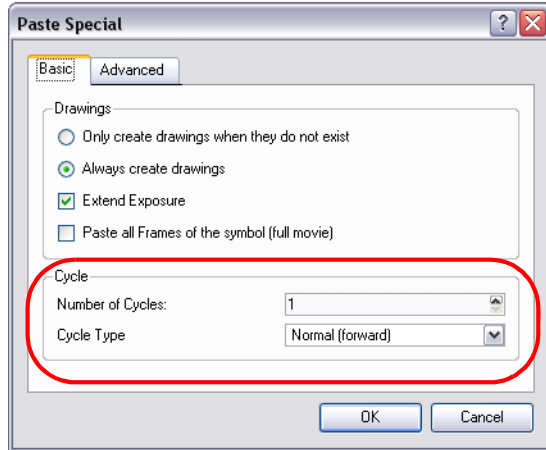 Paste Special
Basic Advanced
Drawings
Only create drawings when they do not exist
Always create drawings
Extend Exposure
Paste all Frames of the symbol (full movie)
Cycle
Number of Cycles: 1
Cycle Type Normal (forward)
OK Cancel